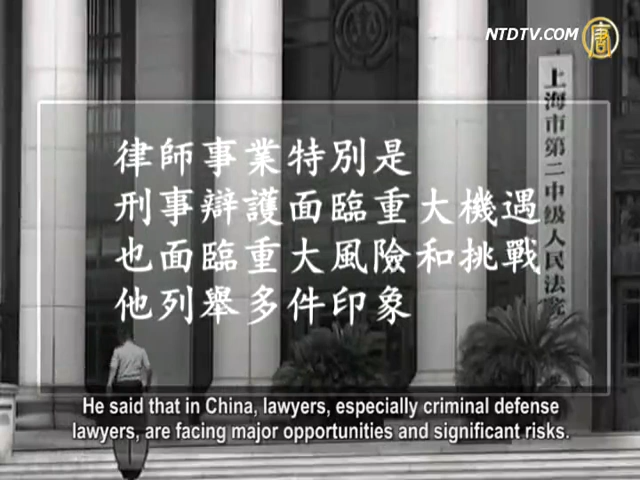 NTDTV.COM
唐
上海市第二中级人民法院
律師事業特別是
刑事辯護面臨重大機遇
也面臨重大風險和挑戰
他列舉多件印象
He said that in China, lawyers, especially criminal defense
lawyers, are facing major opportunities and significant risks.